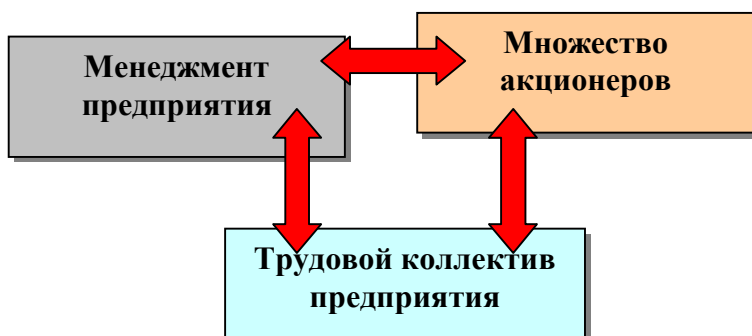 Менеджмент
предприятия
Множество
акционеров
Трудовой коллектив
предприятия